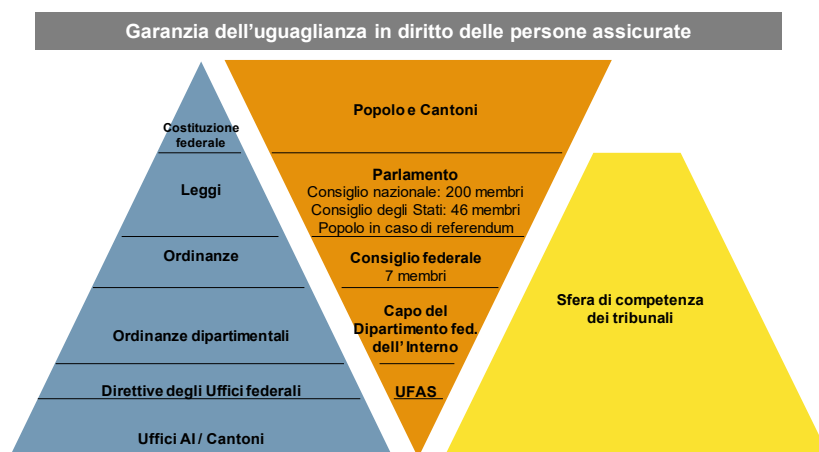 Garanzia dell'uguaglianza in diritto delle persone assicurate
Costituzione
federale
Leggi
Ordinanze
Ordinanze dipartimentali
Direttive degli Uffici federali
Uffici AI / Cantoni
Popolo e Cantoni
Parlamento
Consiglio nazionale: 200 membri
Consiglio degli Stati: 46 membri
Popolo in caso di referendum
Consiglio federale
7 membri
Capo del
Dipartimento fed.
dell' Interno
UFAS
Sfera di competenza
dei tribunali